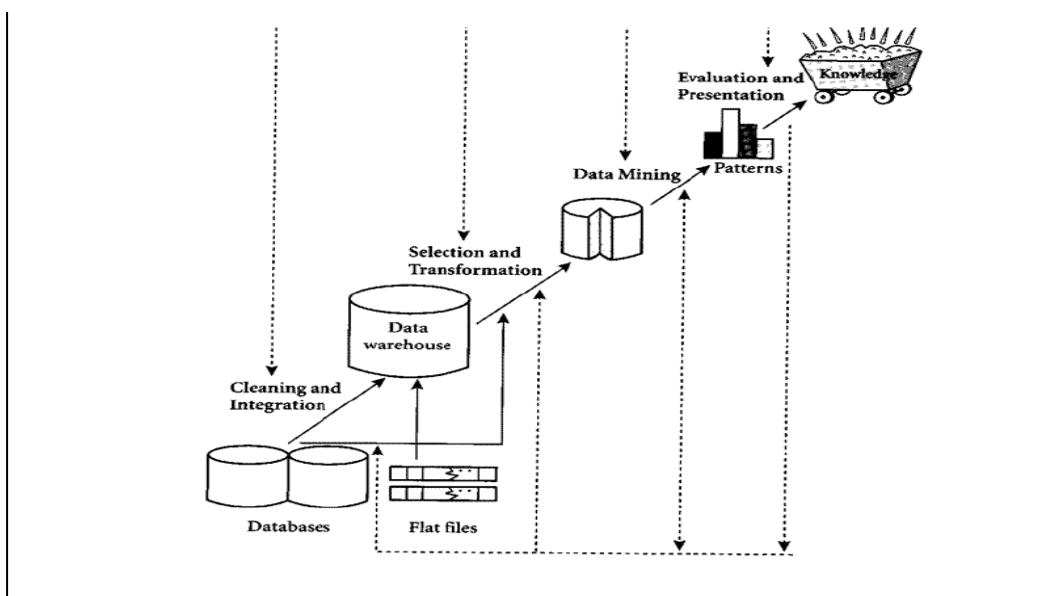 Knowledge
Evaluation and
Presentation
Patterns
Data Mining
Selection and
Transformation
Data
warehouse
Cleaning and
Integration
Databases
Flat files